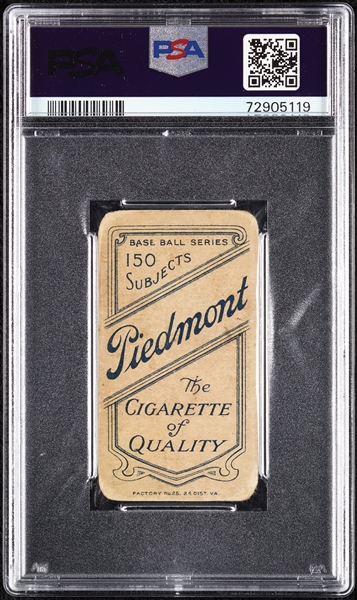 PSA
PSA
72905119
BASE BALL SERIES
150
SUBJECTS
Piedmont
The
CIGARETTE
of
QUALITY
FACTORY NO. 25, 2ND DIST. VA.